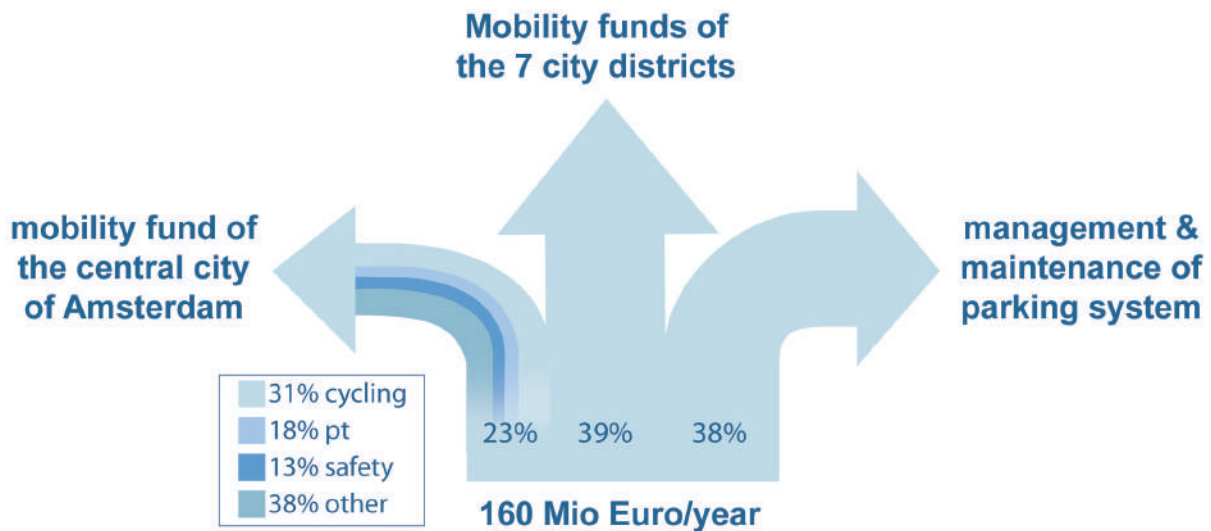 Mobility funds of
the 7 city districts
mobility fund of
the central city
of Amsterdam
management &
maintenance of
parking system
31% cycling
18% pt
13% safety
38% other
23%
39%
38%
160 Mio Euro/year